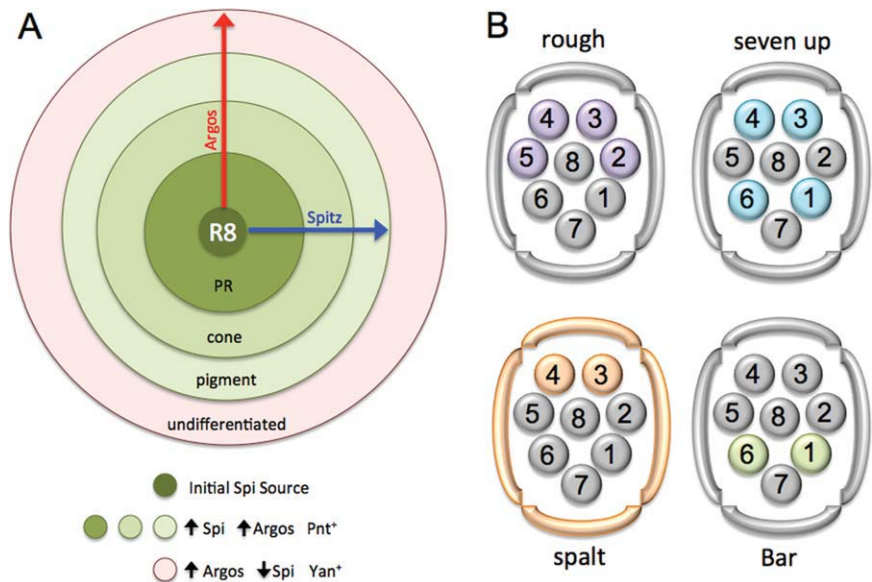 A
Argos
R8
Spitz
PR
cone
pigment
undifferentiated
Initial Spi Source
↑Spi ↑Argos Pnt⁺
↑Argos ↓Spi Yan⁺
B
rough
4 3
5 8 2
6 1
7
seven up
4 3
5 8 2
6 1
7
4 3
5 8 2
6 1
7
spalt
4 3
5 8 2
6 1
7
Bar